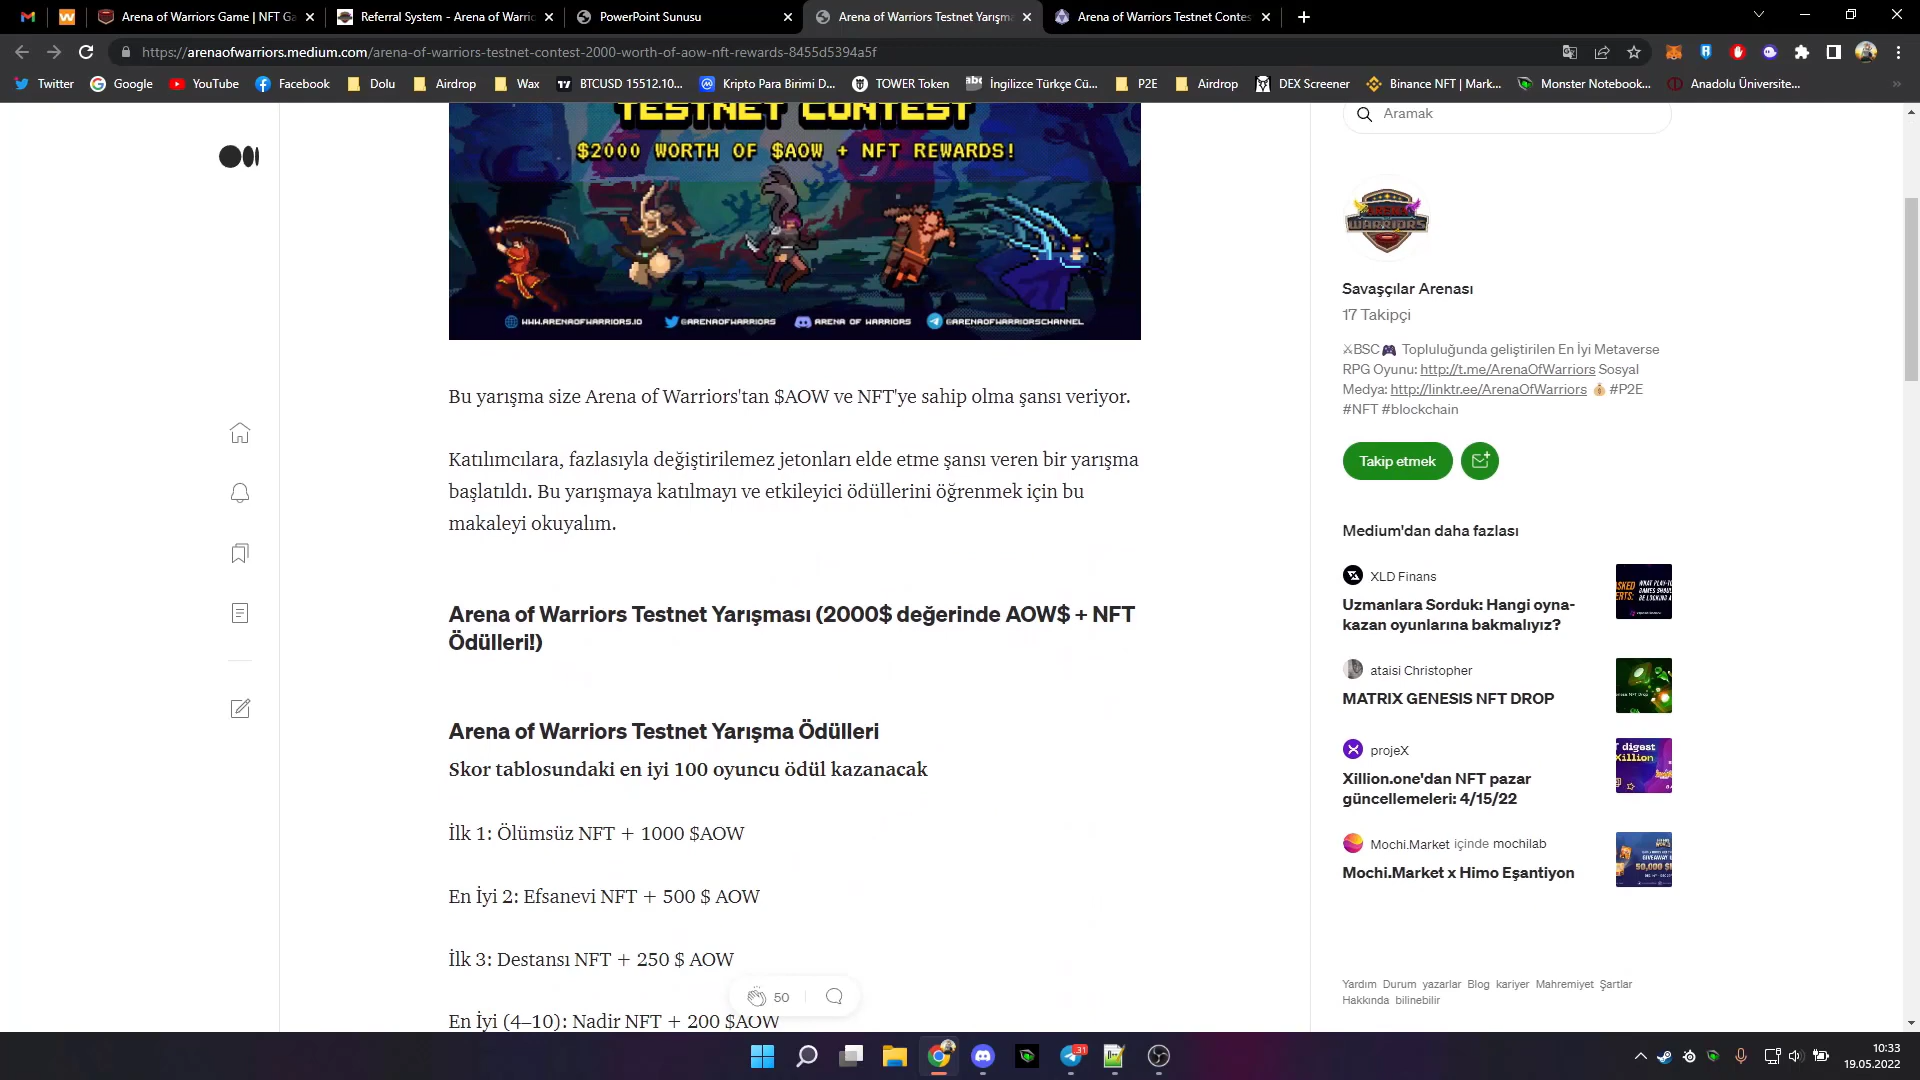 Arena of Warriors Game | NFT Ga
Referral System - Arena of Warric
PowerPoint Sunusu
Arena of Warriors Testnet Yarışma
Arena of Warriors Testnet Contes
https://arenaofwarriors.medium.com/arena-of-warriors-testnet-contest-2000-worth-of-aow-nft-rewards-8455d5394a5f
Twitter
Google
YouTube
Facebook
Dolu
Airdrop
Wax
BTCUSD 15512.10...
Kripto Para Birimi D...
TOWER Token
İngilizce Türkçe Cü...
P2E
Airdrop
DEX Screener
Binance NFT | Mark...
Monster Notebook...
Anadolu Üniversite...
TESTNET CONTEST
$2000 WORTH OF $AOW + NFT REWARDS!
WWW.ARENAOFWARRIORS.IO
@ARENAOFWARRIORS
ARENA OF WARRIORS
@ARENAOFWARRIORSCHANNEL
Bu yarışma size Arena of Warriors'tan $AOW ve NFT'ye sahip olma şansı veriyor.
Katılımcılara, fazlasıyla değiştirilemez jetonları elde etme şansı veren bir yarışma
başlatıldı. Bu yarışmaya katılmayı ve etkileyici ödüllerini öğrenmek için bu
makaleyi okuyalım.
Arena of Warriors Testnet Yarışması (2000$ değerinde AOW$ + NFT
Ödülleri!)
Arena of Warriors Testnet Yarışma Ödülleri
Skor tablosundaki en iyi 100 oyuncu ödül kazanacak
İlk 1: Ölümsüz NFT + 1000 $AOW
En İyi 2: Efsanevi NFT + 500 $ AOW
İlk 3: Destansı NFT + 250 $ AOW
50
En İyi (4–10): Nadir NFT + 200 $AOW
Aramak
ARENA
WARRIORS
Savaşçılar Arenası
17 Takipçi
⚔BSC🎮 Topluluğunda geliştirilen En İyi Metaverse
RPG Oyunu: http://t.me/ArenaOfWarriors Sosyal
Medya: http://linktr.ee/ArenaOfWarriors 💰 #P2E
#NFT #blockchain
Takip etmek
Medium'dan daha fazlası
XLD Finans
Uzmanlara Sorduk: Hangi oyna-
kazan oyunlarına bakmalıyız?
ataisi Christopher
MATRIX GENESIS NFT DROP
projeX
Xillion.one'dan NFT pazar
güncellemeleri: 4/15/22
Mochi.Market içinde mochilab
Mochi.Market x Himo Eşantiyon
Yardım Durum yazarlar Blog kariyer Mahremiyet Şartlar
Hakkında bilinebilir
31
10:33
19.05.2022